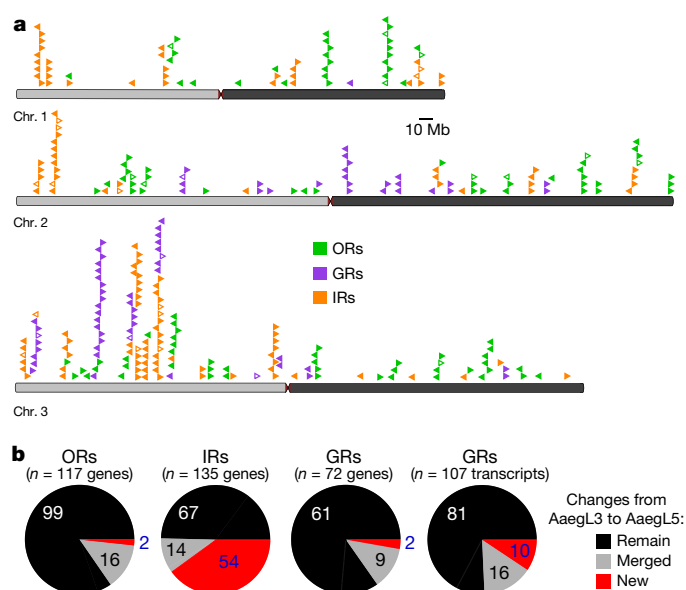 a
Chr. 1
10 Mb
Chr. 2
ORs
GRs
IRs
Chr. 3
b
ORs
(n = 117 genes)
99
16
2
IRs
(n = 135 genes)
67
14
54
GRs
(n = 72 genes)
61
9
2
GRs
(n = 107 transcripts)
81
16
10
Changes from
AaegL3 to AaegL5:
Remain
Merged
New